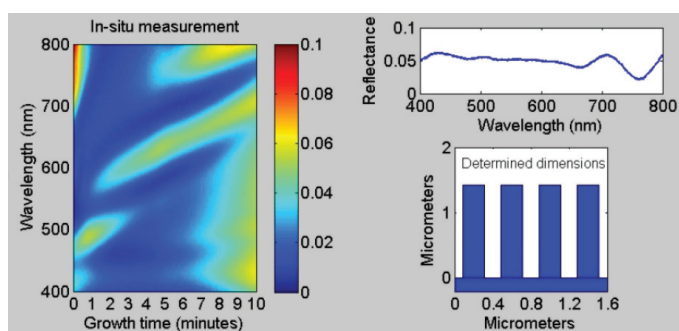 In-situ measurement
Wavelength (nm)
800
700
600
500
400
0 1 2 3 4 5 6 7 8 9 10
Growth time (minutes)
0.1
0.08
0.06
0.04
0.02
0
Reflectance
0.1
0.05
0
400 500 600 700 800
Wavelength (nm)
Determined dimensions
Micrometers
2
1
0
0 0.4 0.8 1.2 1.6
Micrometers